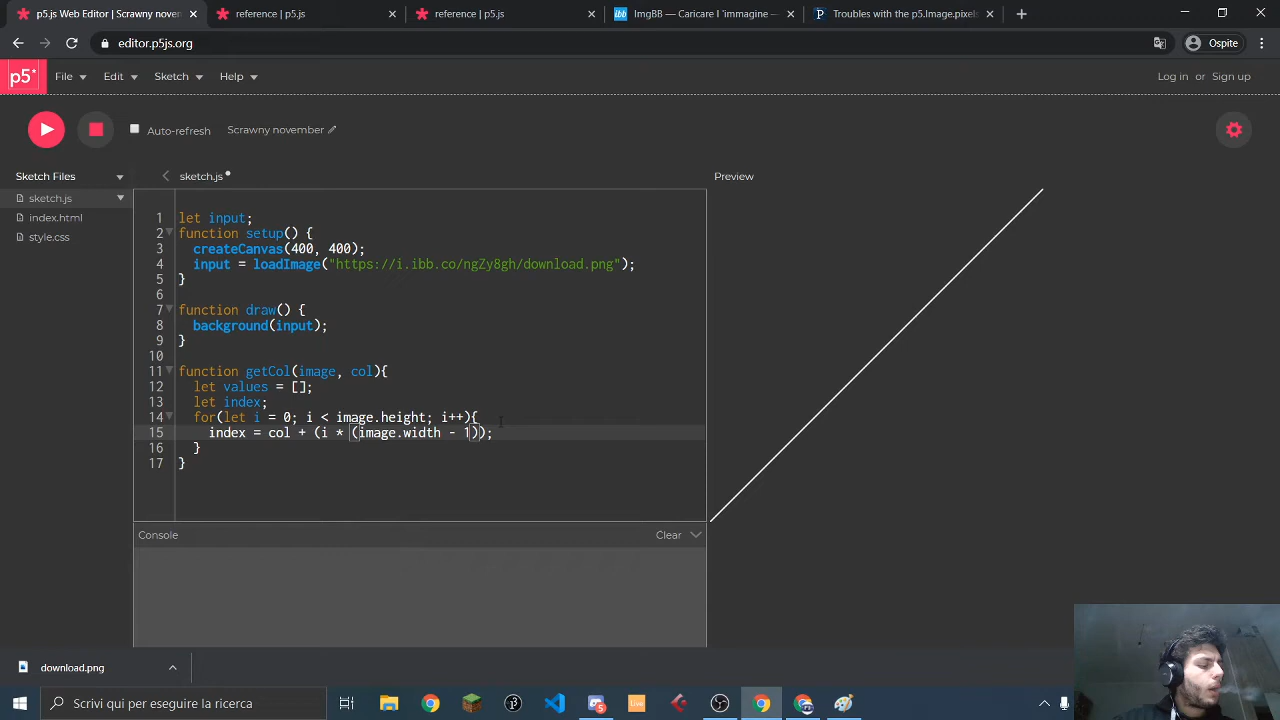 p5.js Web Editor | Scrawny noven
reference | p5.js
reference | p5.js
ImgBB — Caricare l'immagine —
Troubles with the p5.Image.pixels
editor.p5js.org
Ospite
p5*
File
Edit
Sketch
Help
Log in or Sign up
Auto-refresh
Scrawny november
Sketch Files
sketch.js
Preview
sketch.js
index.html
style.css
1 let input;
2 function setup() {
3 createCanvas(400, 400);
4 input = loadImage("https://i.ibb.co/ngZy8gh/download.png");
5 }
6
7 function draw() {
8 background(input);
9 }
10
11 function getCol(image, col){
12 let values = [];
13 let index;
14 for(let i = 0; i < image.height; i++){
15 index = col + (i * (image.width - 1));
16 }
17 }
Console
Clear
download.png
Scrivi qui per eseguire la ricerca